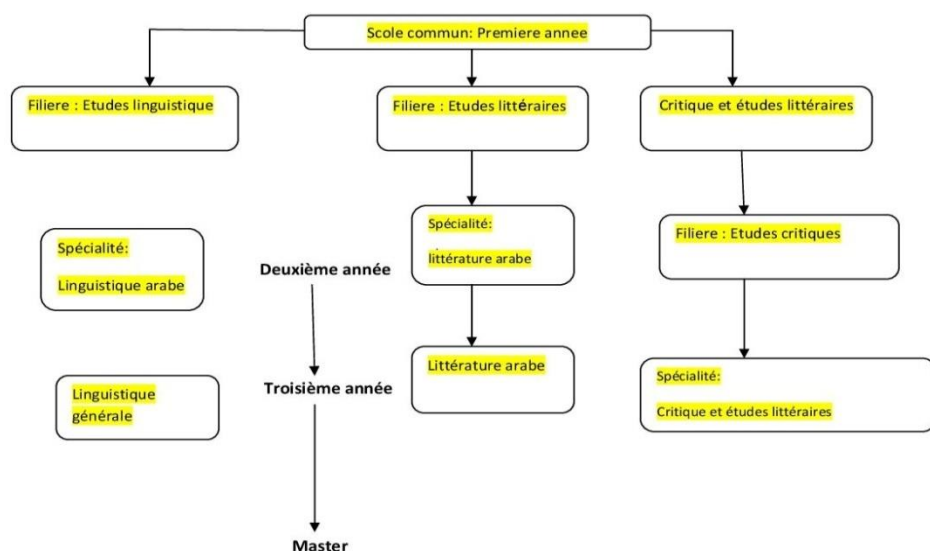 Scole commun: Premiere annee
Filiere : Etudes linguistique
Filiere : Etudes littéraires
Critique et études littéraires
Spécialité:
littérature arabe
Filiere : Etudes critiques
Spécialité:
Linguistique arabe
Deuxième année
Littérature arabe
Spécialité:
Critique et études littéraires
Linguistique
générale
Troisième année
Master